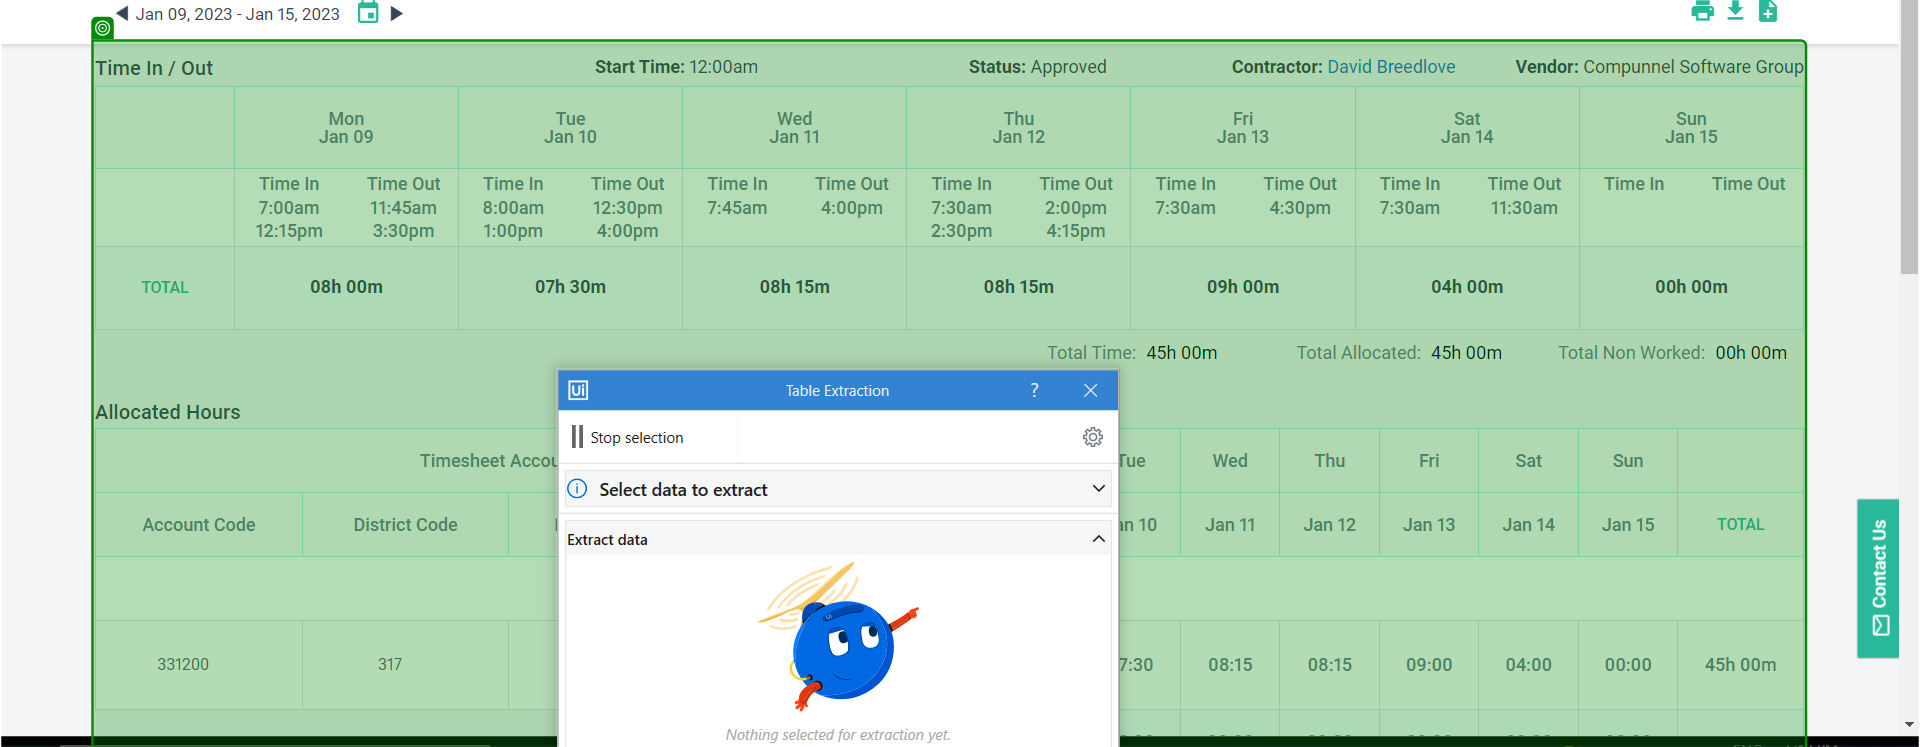 Jan 09, 2023 - Jan 15, 2023
Time In / Out Start Time: 12:00am Status: Approved Contractor: David Breedlove Vendor: Compunnel Software Group
Mon Tue Wed Thu Fri Sat Sun
Jan 09 Jan 10 Jan 11 Jan 12 Jan 13 Jan 14 Jan 15
Time In Time Out Time In Time Out Time In Time Out Time In Time Out Time In Time Out Time In Time Out Time In Time Out
7:00am 11:45am 8:00am 12:30pm 7:45am 4:00pm 7:30am 2:00pm 7:30am 4:30pm 7:30am 11:30am
12:15pm 3:30pm 1:00pm 4:00pm 2:30pm 4:15pm
TOTAL 08h 00m 07h 30m 08h 15m 08h 15m 09h 00m 04h 00m 00h 00m
Total Time: 45h 00m Total Allocated: 45h 00m Total Non Worked: 00h 00m
Ui Table Extraction ?
Allocated Hours
Stop selection
Timesheet Accou Tue Wed Thu Fri Sat Sun
Select data to extract
Account Code District Code an 10 Jan 11 Jan 12 Jan 13 Jan 14 Jan 15 TOTAL
Extract data
Contact Us
331200 317 7:30 08:15 08:15 09:00 04:00 00:00 45h 00m
Nothing selected for extraction yet.